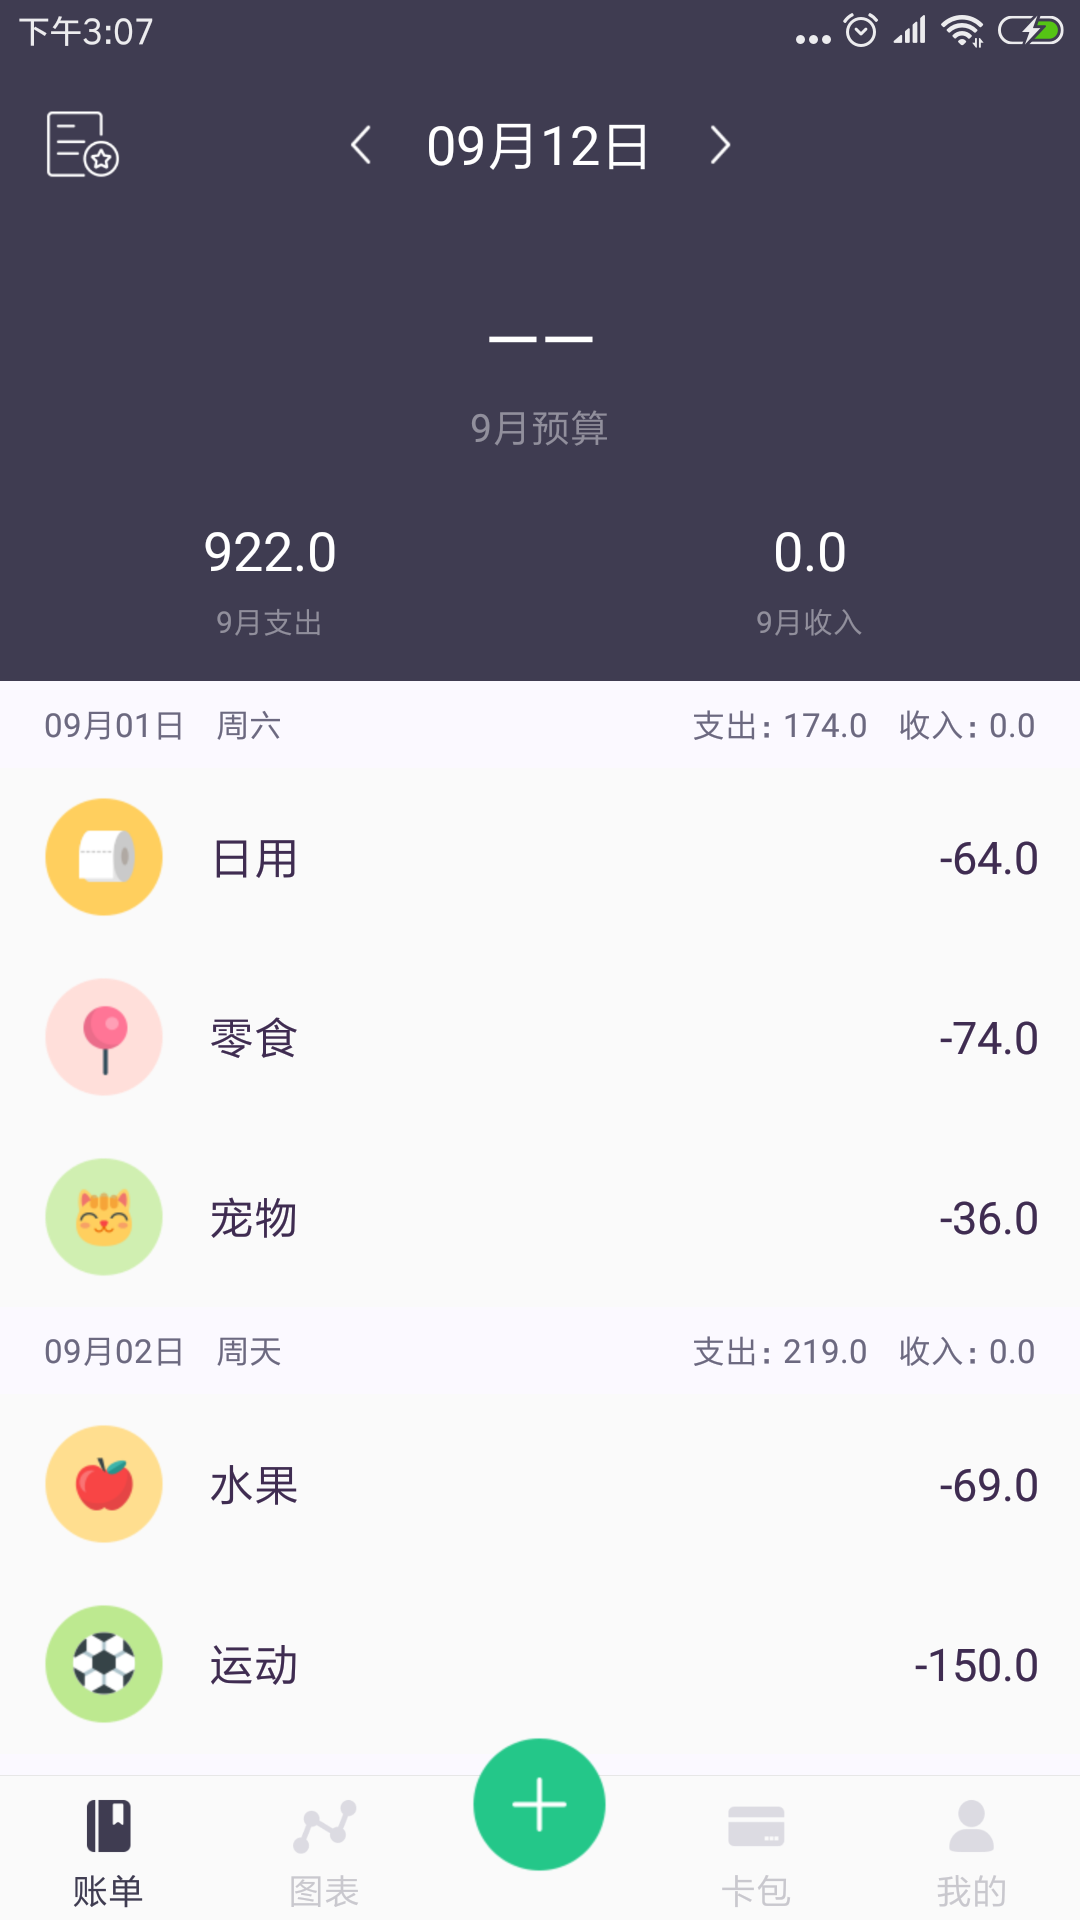 下午3:07
09月12日
——
9月预算
922.0 0.0
9月支出 9月收入
09月01日 周六 支出: 174.0 收入: 0.0
日用 -64.0
零食 -74.0
宠物 -36.0
09月02日 周天 支出: 219.0 收入: 0.0
水果 -69.0
运动 -150.0
账单 图表 卡包 我的